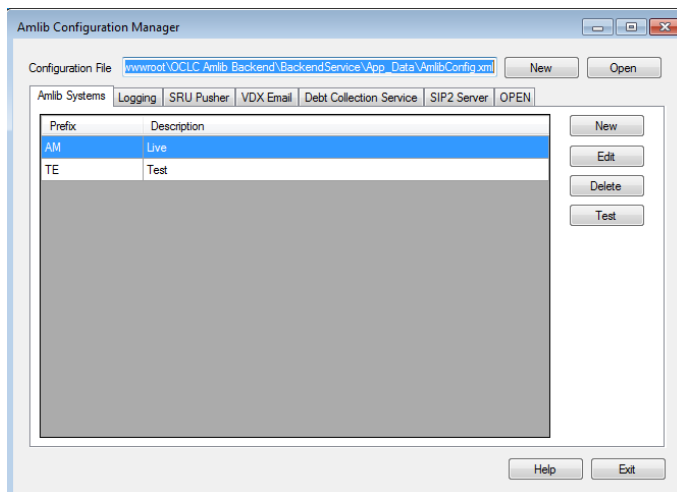 Amlib Configuration Manager
Configuration File wwwroot\OCLC Amlib Backend\BackendService\App_Data\AmlibConfig.xml New Open
Amlib Systems Logging SRU Pusher VDX Email Debt Collection Service SIP2 Server OPEN
Prefix Description New
AM Live Edit
TE Test Delete
Test
Help Exit